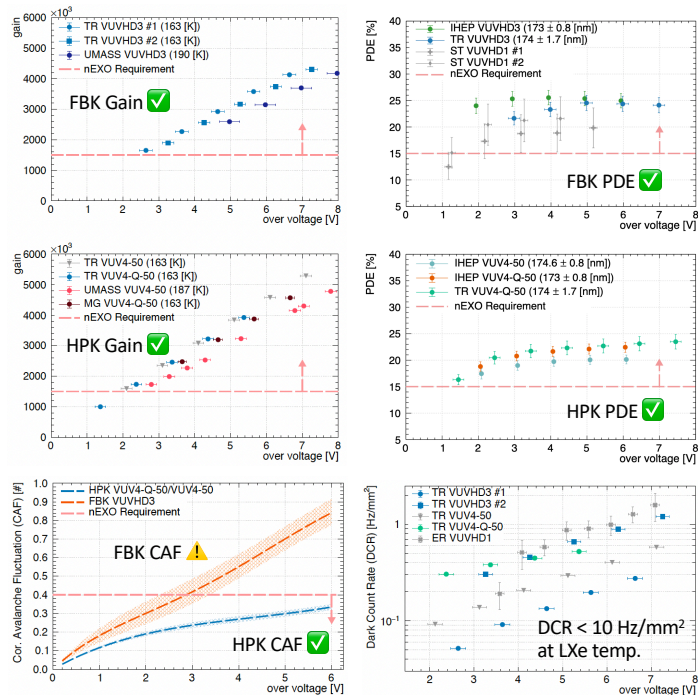 ×10³
gain
6000
5000
4000
3000
2000
1000
0
TR VUVHD3 #1 (163 [K])
TR VUVHD3 #2 (163 [K])
UMASS VUVHD3 (190 [K])
nEXO Requirement
FBK Gain ✅
0 1 2 3 4 5 6 7 8
over voltage [V]
PDE [%]
40
35
30
25
20
15
10
5
IHEP VUVHD3 (173 ± 0.8 [nm])
TR VUVHD3 (174 ± 1.7 [nm])
ST VUVHD1 #1
ST VUVHD1 #2
nEXO Requirement
FBK PDE ✅
0 1 2 3 4 5 6 7 8
over voltage [V]
×10³
gain
6000
5000
4000
3000
2000
1000
0
TR VUV4-50 (163 [K])
TR VUV4-Q-50 (163 [K])
UMASS VUV4-50 (187 [K])
MG VUV4-Q-50 (163 [K])
nEXO Requirement
HPK Gain ✅
0 1 2 3 4 5 6 7 8
over voltage [V]
PDE [%]
40
35
30
25
20
15
10
5
IHEP VUV4-50 (174.6 ± 0.8 [nm])
IHEP VUV4-Q-50 (173 ± 0.8 [nm])
TR VUV4-Q-50 (174 ± 1.7 [nm])
nEXO Requirement
HPK PDE ✅
0 1 2 3 4 5 6 7 8
over voltage [V]
Cor. Avalanche Fluctuation (CAF) [#]
1.0
0.9
0.8
0.7
0.6
0.5
0.4
0.3
0.2
0.1
0.0
HPK VUV4-Q-50/VUV4-50
FBK VUVHD3
nEXO Requirement
FBK CAF ⚠️
HPK CAF ✅
0 1 2 3 4 5 6
over voltage [V]
Dark Count Rate (DCR) [Hz/mm²]
1
10⁻¹
TR VUVHD3 #1
TR VUVHD3 #2
TR VUV4-50
TR VUV4-Q-50
ER VUVHD1
DCR < 10 Hz/mm²
at LXe temp.
2 3 4 5 6 7 8
over voltage [V]